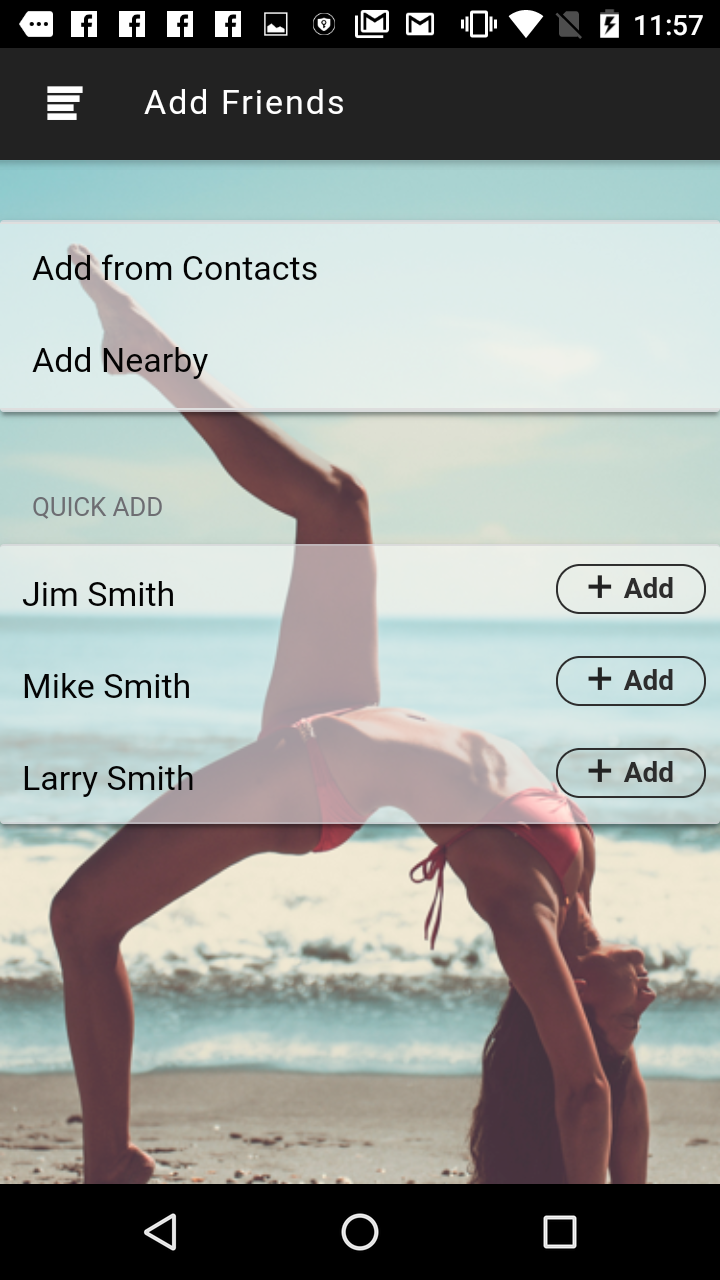 11:57
Add Friends
Add from Contacts
Add Nearby
QUICK ADD
Jim Smith
+ Add
Mike Smith
+ Add
Larry Smith
+ Add